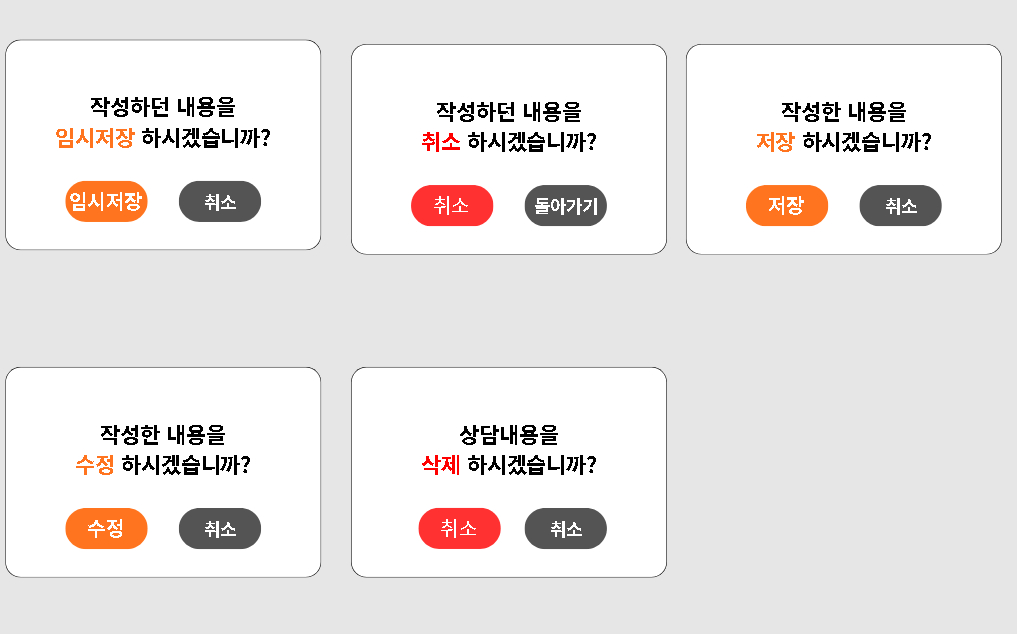 작성하던 내용을
임시저장 하시겠습니까?
임시저장 취소
작성하던 내용을
취소 하시겠습니까?
취소 돌아가기
작성한 내용을
저장 하시겠습니까?
저장 취소
작성한 내용을
수정 하시겠습니까?
수정 취소
상담내용을
삭제 하시겠습니까?
취소 취소